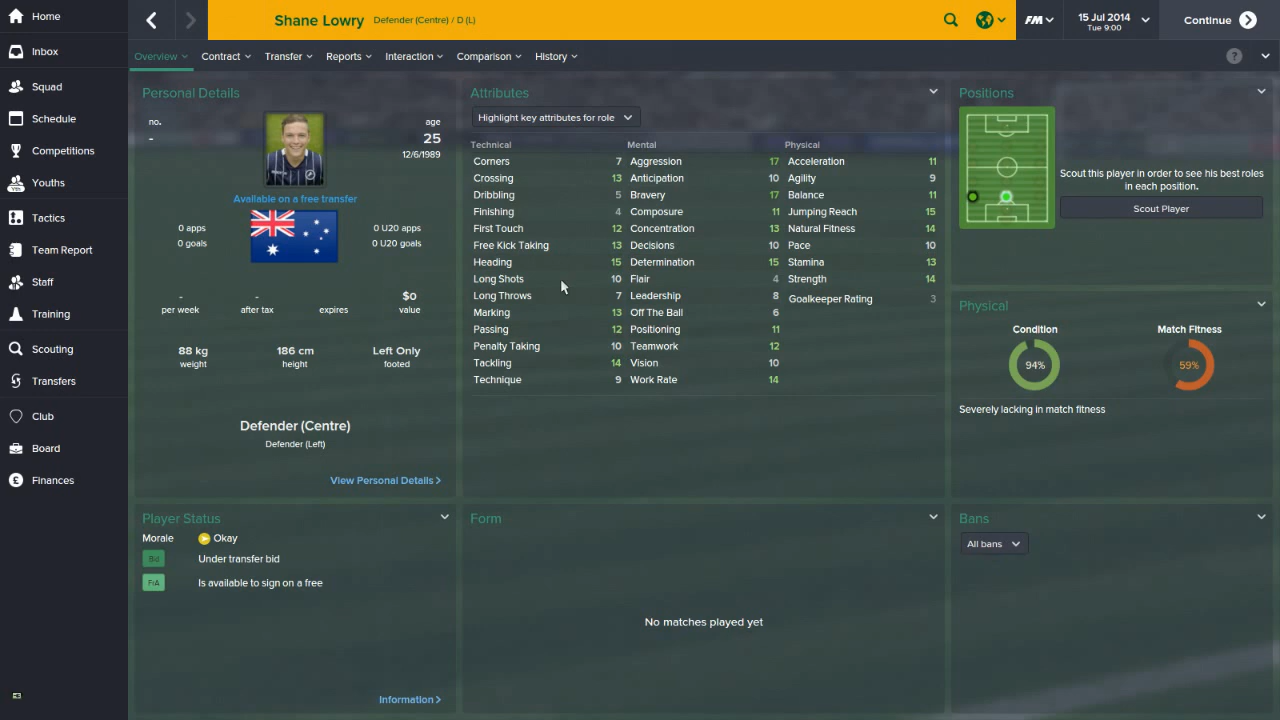 Home
Inbox
Squad
Schedule
Competitions
Youths
Tactics
Team Report
Staff
Training
Scouting
Transfers
Club
Board
Finances
Shane Lowry Defender (Centre) / D (L)
FM
15 Jul 2014
Tue 9:00
Continue
Overview Contract Transfer Reports Interaction Comparison History
?
Personal Details
no.
-
age
25
12/6/1989
Available on a free transfer
0 apps
0 goals
0 U20 apps
0 U20 goals
- - $0
per week after tax expires value
88 kg 186 cm Left Only
weight height footed
Defender (Centre)
Defender (Left)
View Personal Details
Attributes
Highlight key attributes for role
Technical Mental Physical
Corners 7 Aggression 17 Acceleration 11
Crossing 13 Anticipation 10 Agility 9
Dribbling 5 Bravery 17 Balance 11
Finishing 4 Composure 11 Jumping Reach 15
First Touch 12 Concentration 13 Natural Fitness 14
Free Kick Taking 13 Decisions 10 Pace 10
Heading 15 Determination 15 Stamina 13
Long Shots 10 Flair 4 Strength 14
Long Throws 7 Leadership 8 Goalkeeper Rating 3
Marking 13 Off The Ball 6
Passing 12 Positioning 11
Penalty Taking 10 Teamwork 12
Tackling 14 Vision 10
Technique 9 Work Rate 14
Positions
Scout this player in order to see his best roles
in each position.
Scout Player
Physical
Condition Match Fitness
94% 59%
Severely lacking in match fitness
Player Status
Morale Okay
Bid Under transfer bid
FrA Is available to sign on a free
Information
Form
No matches played yet
Bans
All bans